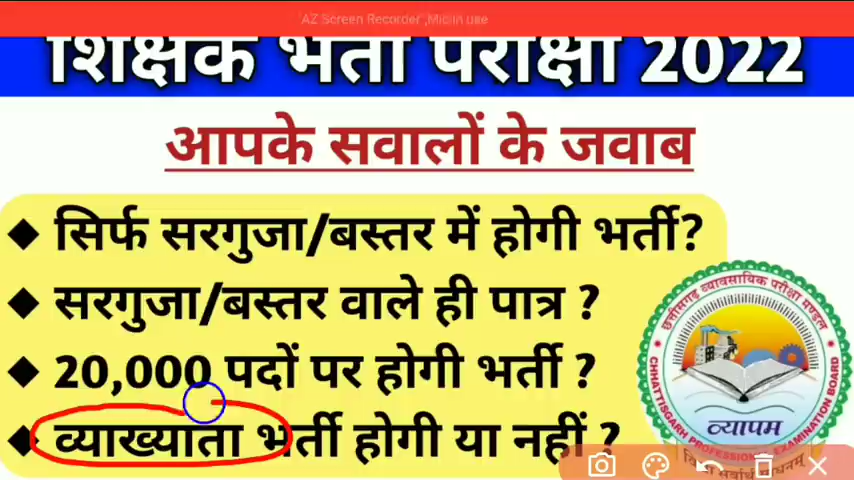 "AZ Screen Recorder",Mic in use
शिक्षक भर्ती परीक्षा 2022
आपके सवालों के जवाब
◆ सिर्फ सरगुजा/बस्तर में होगी भर्ती?
◆ सरगुजा/बस्तर वाले ही पात्र ?
◆ 20,000 पदों पर होगी भर्ती ?
◆ व्याख्याता भर्ती होगी या नहीं ?
छत्तीसगढ़ व्यावसायिक परीक्षा मण्डल
CHHATTISGARH PROFESSIONAL EXAMINATION BOARD
व्यापम